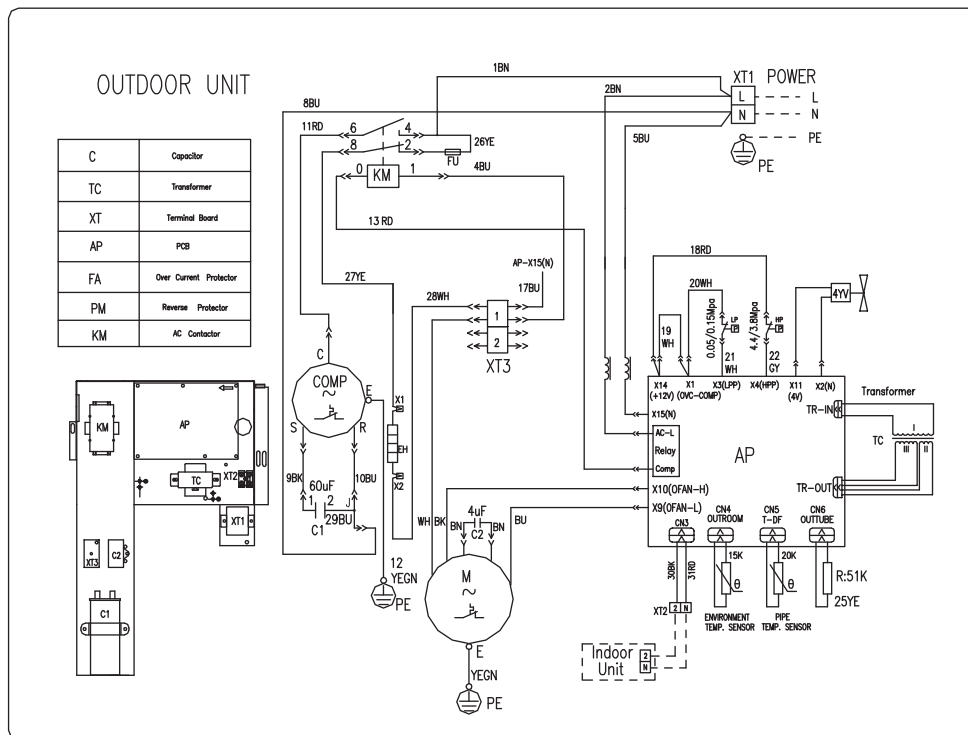 OUTDOOR UNIT
C Capacitor
TC Transformer
XT Terminal Board
AP PCB
FA Over Current Protector
PM Reverse Protector
KM AC Contactor
1BN
XT1 POWER
2BN
L L
N N
PE
PE
8BU
5BU
11RD
6 4
8 2
26YE
FU
0 KM 1
4BU
13 RD
27YE
28WH
AP-X15(N)
17BU
1
2
XT3
18RD
20WH
19
WH
0.05/0.15Mpa
LP
P
4.4/3.8Mpa
HP
P
21
WH
22
GY
4YV
X14
(+12V)
X1
(OVC-COMP)
X3(LPP)
X4(HPP)
X11
(4V)
X2(N)
X15(N)
AC-L
Relay
Comp
X10(OFAN-H)
X9(OFAN-L)
AP
TR-IN
TR-OUT
Transformer
TC
I
II
III
CN3
CN4
OUTROOM
CN5
T-DF
CN6
OUTTUBE
15K
θ
20K
θ
R:51K
25YE
30BK
31RD
XT2 2 N
ENVIRONMENT
TEMP. SENSOR
PIPE
TEMP. SENSOR
Indoor
Unit
2
N
C
COMP
~
E
S
R
X1
EH
X2
9BK
60uF
1 2
C1
29BU
10BU
J
12
YEGN
PE
WH
BK
BN
4uF
C2
BN
BU
M
~
E
YEGN
PE
KM
AP
TC
XT2
XT1
XT3
C2
C1